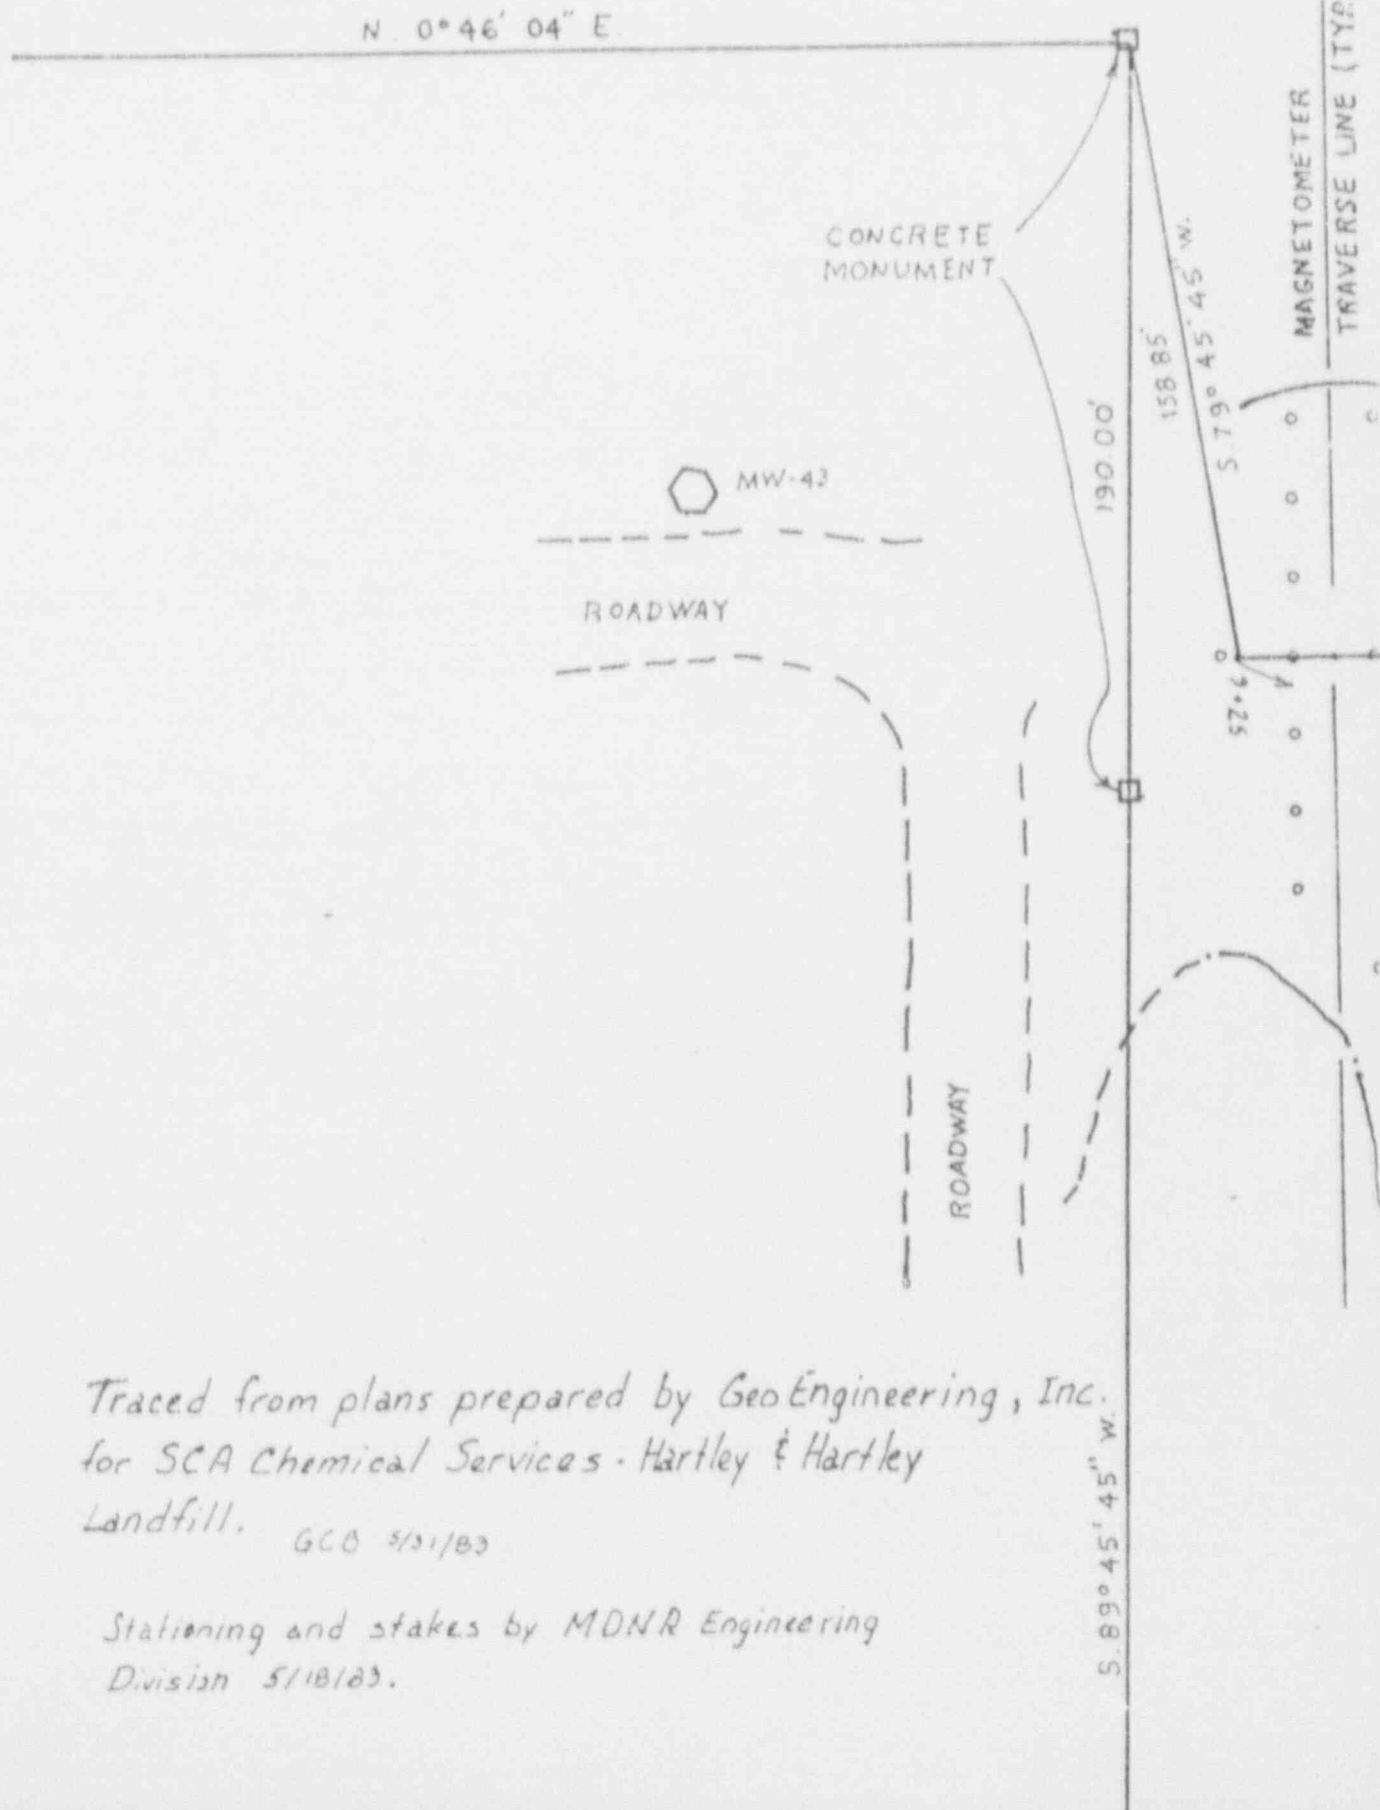 N. 0° 46' 04" E
MAGNETOMETER
TRAVERSE LINE (TYP.
CONCRETE
MONUMENT
158.85'
S. 79° 45' 45" W.
190.00'
MW-43
ROADWAY
ROADWAY
Traced from plans prepared by Geo Engineering, Inc.
for SCA Chemical Services. Hartley & Hartley
Landfill.
GCB 5/31/83
S. 89° 45' 45" W.
Stationing and stakes by MDNR Engineering
Division 5/18/83.